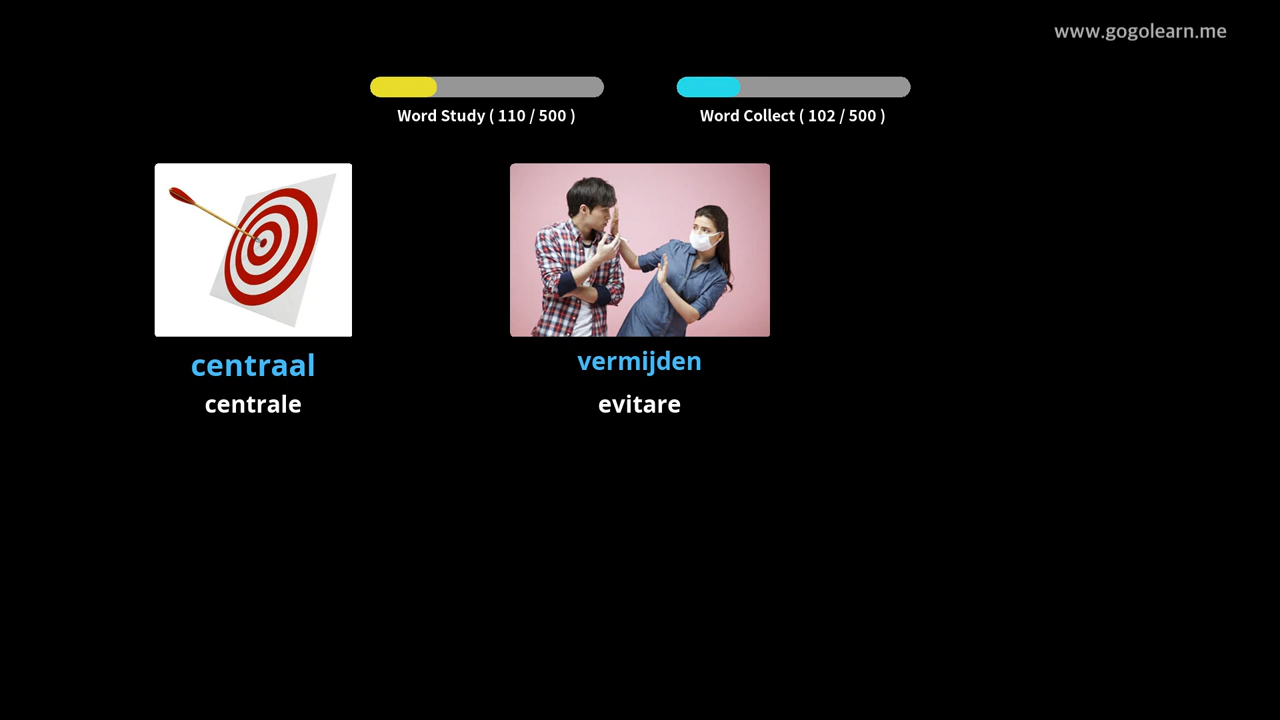 www.gogolearn.me
Word Study ( 110 / 500 )
Word Collect ( 102 / 500 )
centraal
centrale
vermijden
evitare